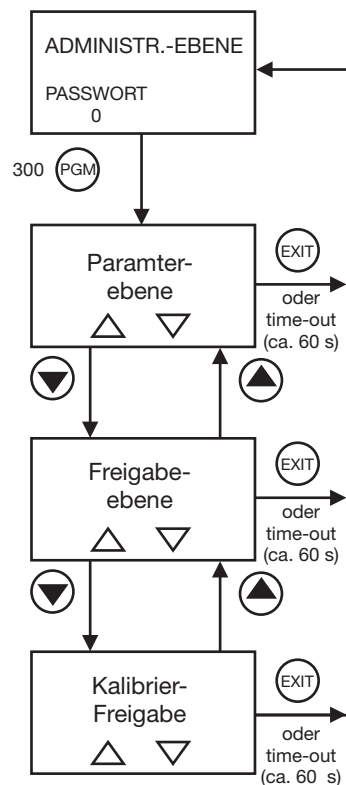 ADMINISTR.-EBENE
PASSWORT
0
300 PGM
Paramter-
ebene
EXIT
oder
time-out
(ca. 60 s)
Freigabe-
ebene
EXIT
oder
time-out
(ca. 60 s)
Kalibrier-
Freigabe
EXIT
oder
time-out
(ca. 60 s)